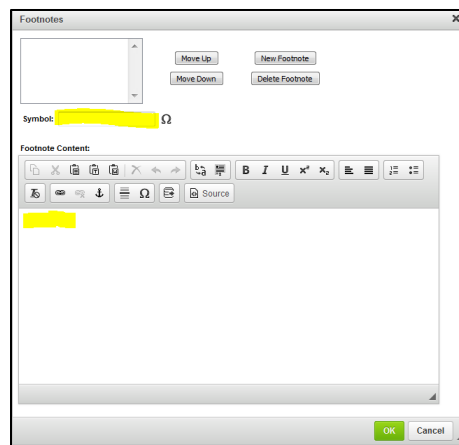 Footnotes
Move Up New Footnote
Move Down Delete Footnote
Symbol: Ω
Footnote Content:
B I U x² x₂
Ω Source
OK Cancel